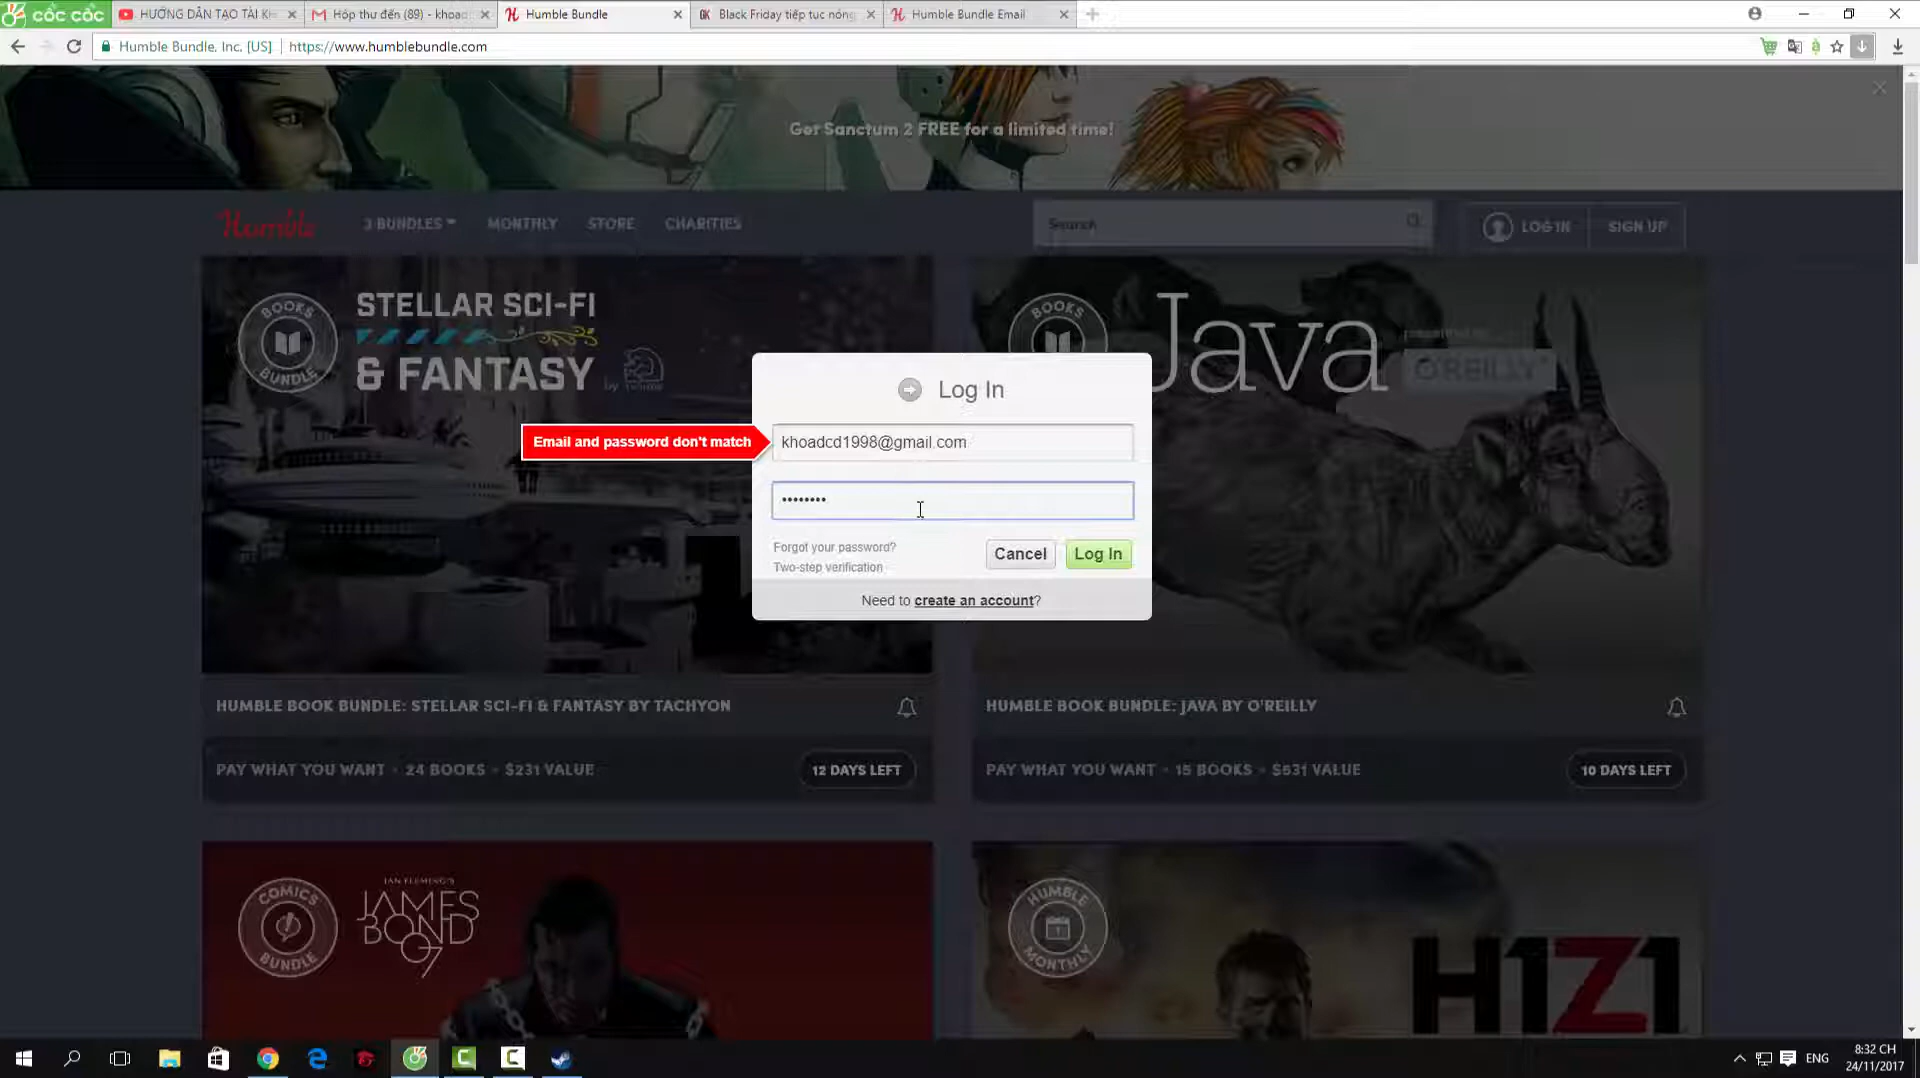 cốc cốc
HƯỚNG DẪN TẠO TÀI KH
Hộp thư đến (89) - khoad
Humble Bundle
Black Friday tiếp tục nóng
Humble Bundle Email
Humble Bundle, Inc. [US]
https://www.humblebundle.com
Get Sanctum 2 FREE for a limited time!
Humble
3 BUNDLES
MONTHLY
STORE
CHARITIES
Search
LOG IN
SIGN UP
BOOKS
BUNDLE
STELLAR SCI-FI
& FANTASY
by
BOOKS
Java
O'REILLY
Log In
Email and password don't match
khoadcd1998@gmail.com
••••••••
Forgot your password?
Two-step verification
Cancel
Log In
Need to create an account?
HUMBLE BOOK BUNDLE: STELLAR SCI-FI & FANTASY BY TACHYON
HUMBLE BOOK BUNDLE: JAVA BY O'REILLY
PAY WHAT YOU WANT • 24 BOOKS • $231 VALUE
12 DAYS LEFT
PAY WHAT YOU WANT • 15 BOOKS • $531 VALUE
10 DAYS LEFT
COMICS
BUNDLE
IAN FLEMING'S
JAMES
BOND
007
HUMBLE
MONTHLY
H1Z1
ENG
8:32 CH
24/11/2017